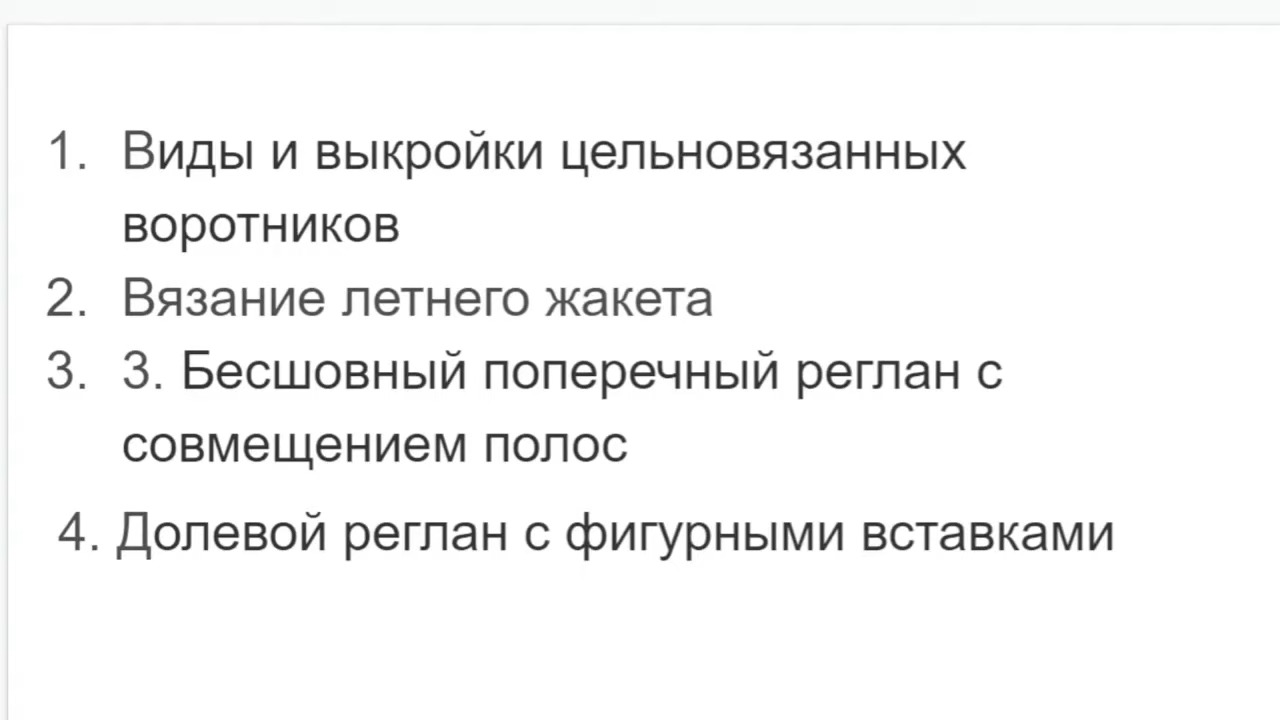 1. Виды и выкройки цельновязанных
воротников
2. Вязание летнего жакета
3. 3. Бесшовный поперечный реглан с
совмещением полос
4. Долевой реглан с фигурными вставками